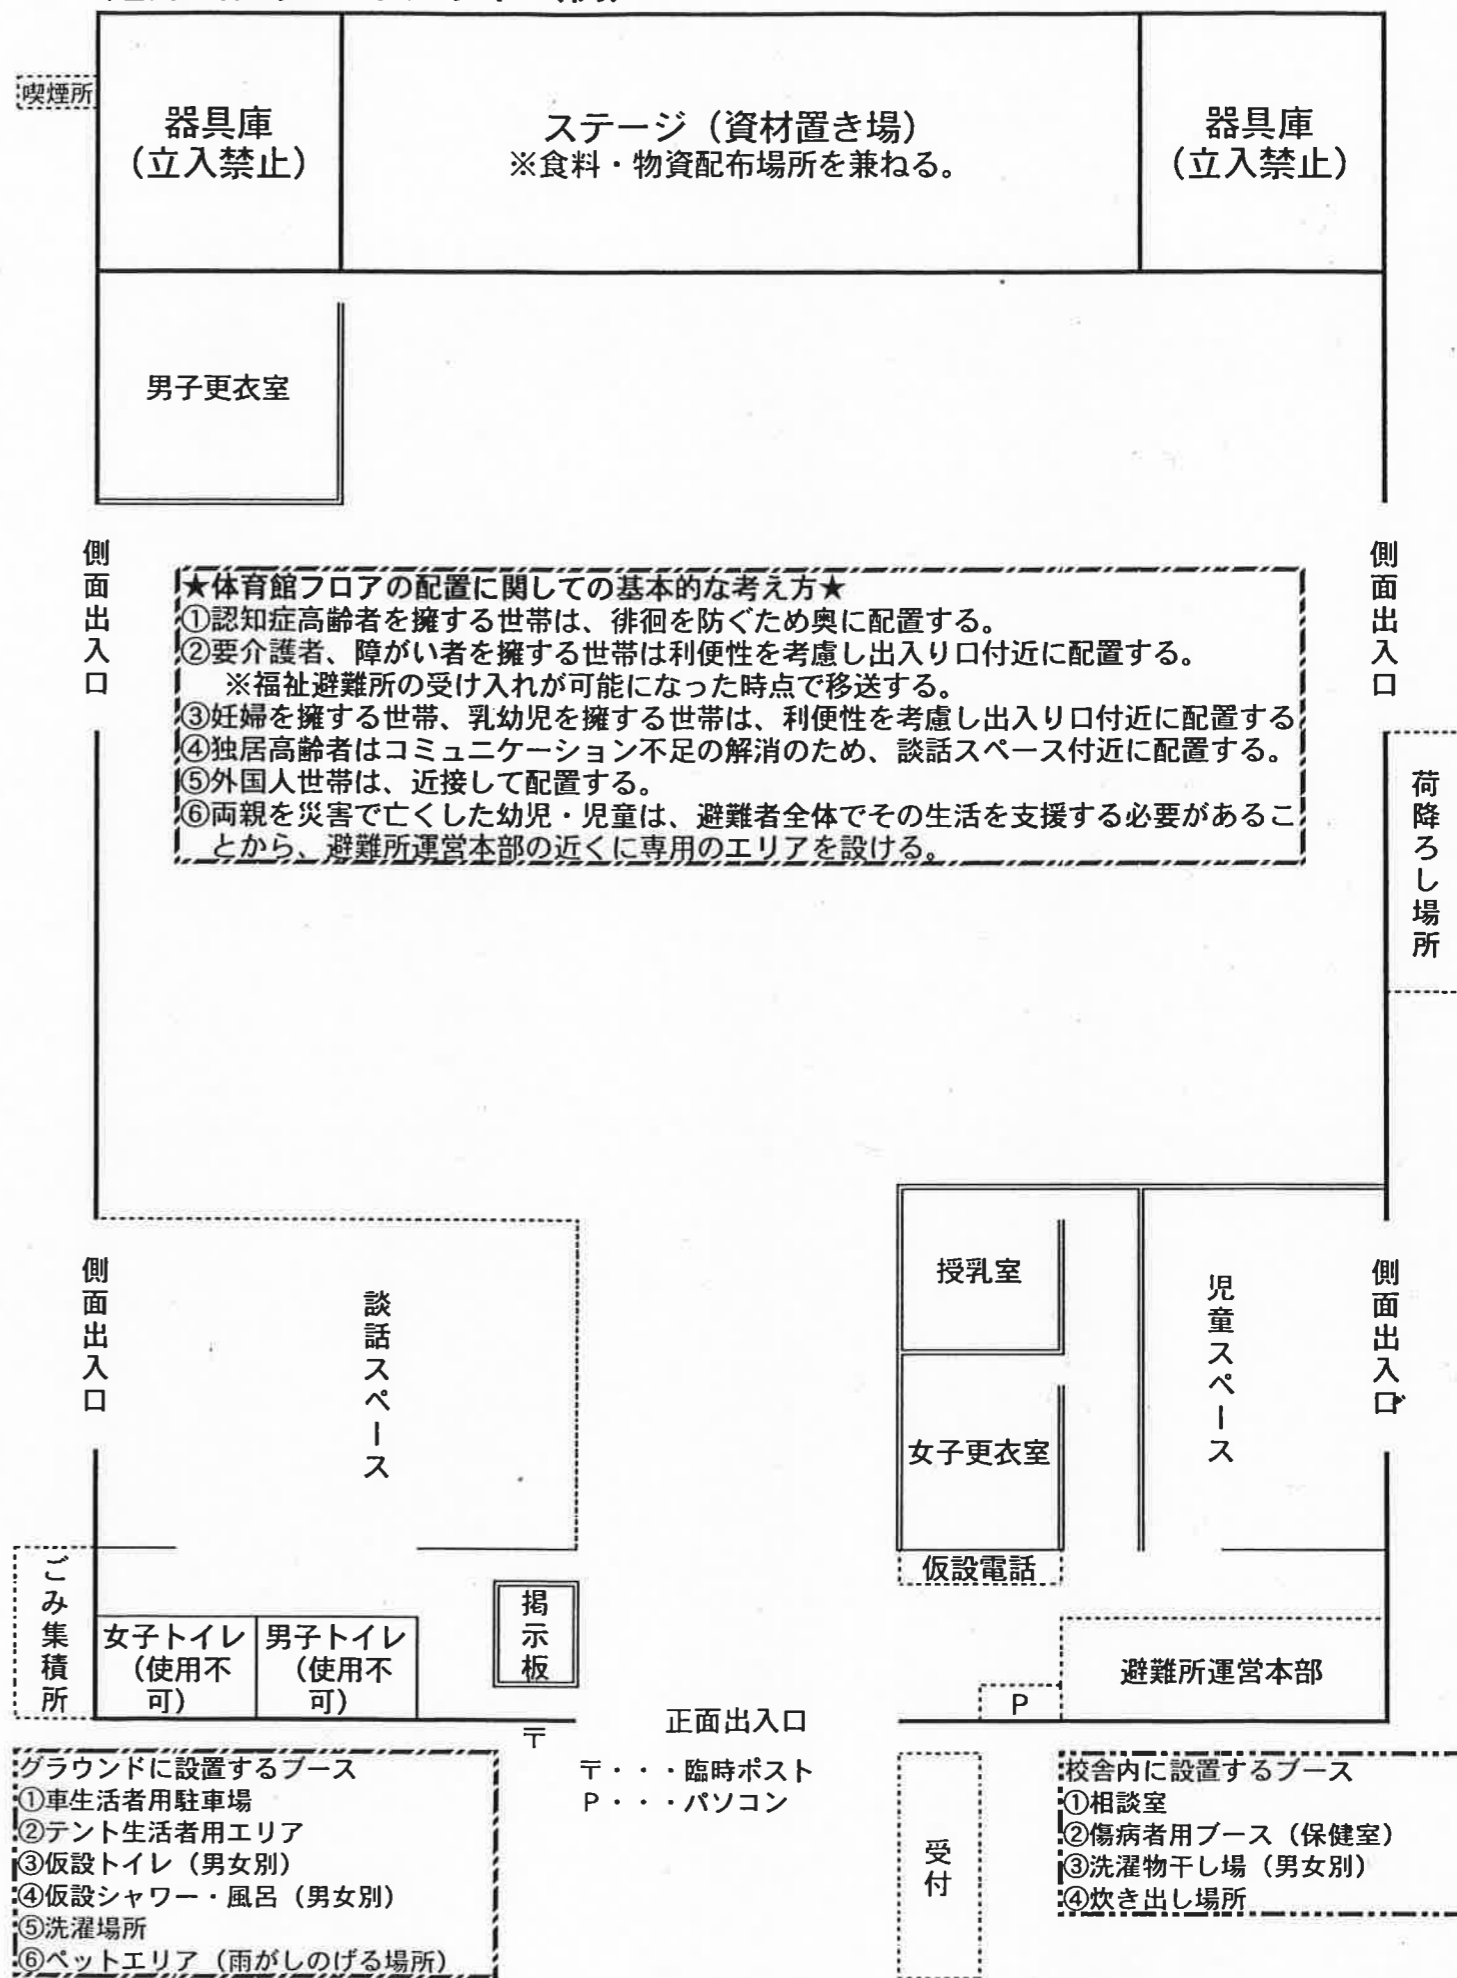 喫煙所
器具庫
(立入禁止)
ステージ（資材置き場）
※食料・物資配布場所を兼ねる。
器具庫
(立入禁止)
男子更衣室
側面出入口
側面出入口
★体育館フロアの配置に関しての基本的な考え方★
①認知症高齢者を擁する世帯は、徘徊を防ぐため奥に配置する。
②要介護者、障がい者を擁する世帯は利便性を考慮し出入り口付近に配置する。
※福祉避難所の受け入れが可能になった時点で移送する。
③妊婦を擁する世帯、乳幼児を擁する世帯は、利便性を考慮し出入り口付近に配置する
④独居高齢者はコミュニケーション不足の解消のため、談話スペース付近に配置する。
⑤外国人世帯は、近接して配置する。
⑥両親を災害で亡くした幼児・児童は、避難者全体でその生活を支援する必要があるこ
とから、避難所運営本部の近くに専用のエリアを設ける。
荷降ろし場所
側面出入口
談話スペース
授乳室
児童スペース
側面出入口
女子更衣室
仮設電話
ごみ集積所
女子トイレ
（使用不
可）
男子トイレ
（使用不
可）
掲示板
避難所運営本部
P
正面出入口
〒
〒・・・臨時ポスト
P・・・パソコン
受付
グラウンドに設置するブース
①車生活者用駐車場
②テント生活者用エリア
③仮設トイレ（男女別）
④仮設シャワー・風呂（男女別）
⑤洗濯場所
⑥ペットエリア（雨がしのげる場所）
校舎内に設置するブース
①相談室
②傷病者用ブース（保健室）
③洗濯物干し場（男女別）
④炊き出し場所